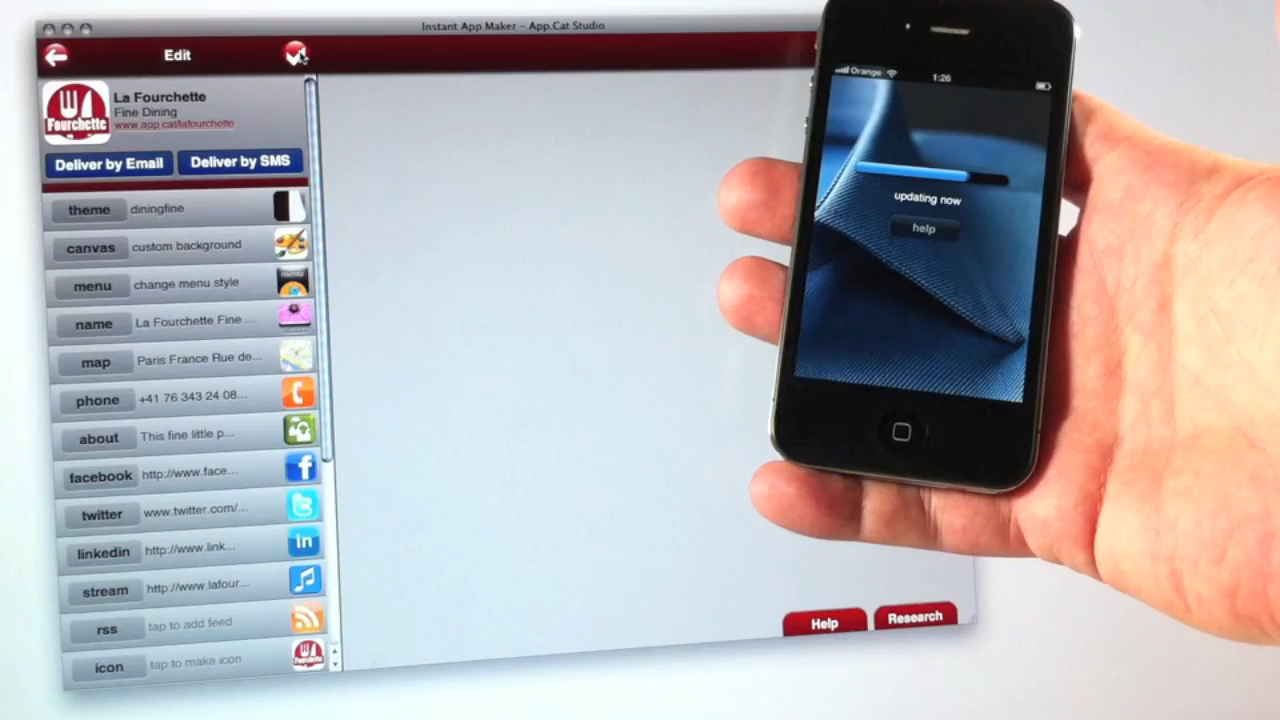 Instant App Maker – App.Cat Studio
Edit
La Fourchette
Fine Dining
www.app.cat/lafourchette
Fourchette
Deliver by Email
Deliver by SMS
theme diningfine
canvas custom background
menu change menu style
name La Fourchette Fine ...
map Paris France Rue de...
phone +41 76 343 24 08...
about This fine little p...
facebook http://www.face...
twitter www.twitter.com/...
linkedin http://www.link...
in
stream http://www.lafour...
rss tap to add feed
icon tap to make icon
Fourchette
Help
Research
Orange
1:26
updating now
help